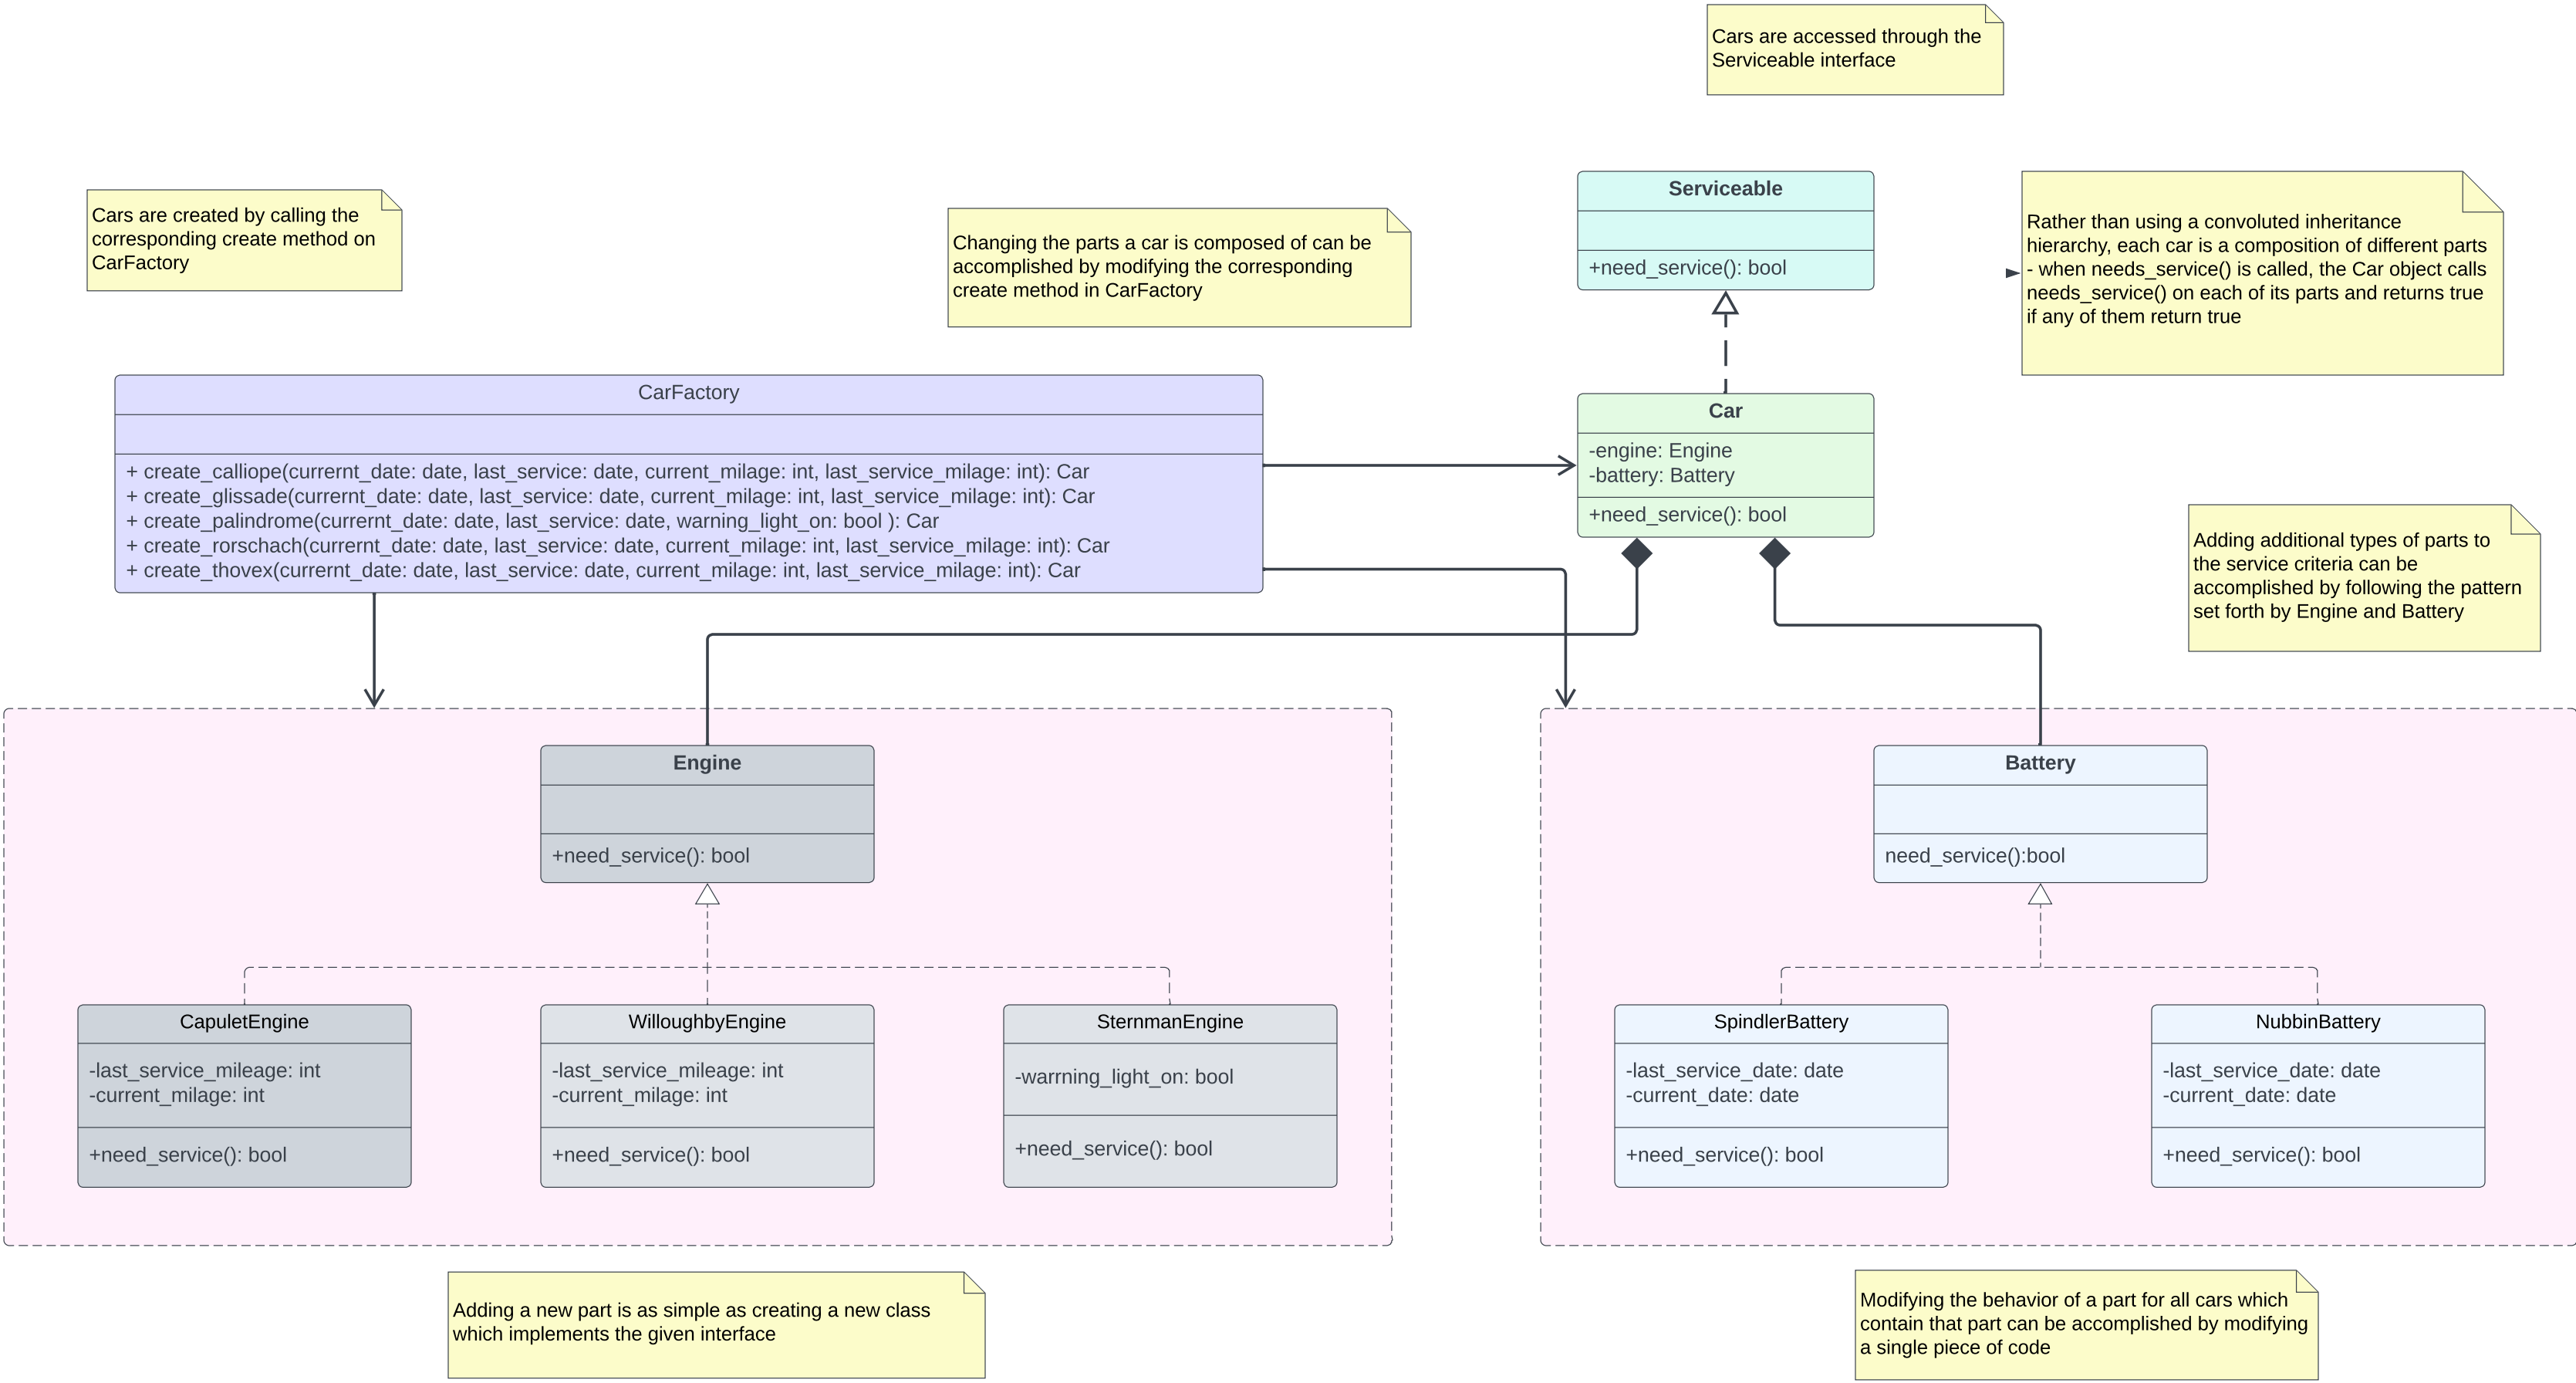 Cars are accessed through the
Serviceable interface
Cars are created by calling the
corresponding create method on
CarFactory
Changing the parts a car is composed of can be
accomplished by modifying the corresponding
create method in CarFactory
Serviceable
+need_service(): bool
Rather than using a convoluted inheritance
hierarchy, each car is a composition of different parts
- when needs_service() is called, the Car object calls
needs_service() on each of its parts and returns true
if any of them return true
CarFactory
+ create_calliope(currernt_date: date, last_service: date, current_milage: int, last_service_milage: int): Car
+ create_glissade(currernt_date: date, last_service: date, current_milage: int, last_service_milage: int): Car
+ create_palindrome(currernt_date: date, last_service: date, warning_light_on: bool ): Car
+ create_rorschach(currernt_date: date, last_service: date, current_milage: int, last_service_milage: int): Car
+ create_thovex(currernt_date: date, last_service: date, current_milage: int, last_service_milage: int): Car
Car
-engine: Engine
-battery: Battery
+need_service(): bool
Adding additional types of parts to
the service criteria can be
accomplished by following the pattern
set forth by Engine and Battery
Engine
+need_service(): bool
Battery
need_service():bool
CapuletEngine
-last_service_mileage: int
-current_milage: int
+need_service(): bool
WilloughbyEngine
-last_service_mileage: int
-current_milage: int
+need_service(): bool
SternmanEngine
-warrning_light_on: bool
+need_service(): bool
SpindlerBattery
-last_service_date: date
-current_date: date
+need_service(): bool
NubbinBattery
-last_service_date: date
-current_date: date
+need_service(): bool
Adding a new part is as simple as creating a new class
which implements the given interface
Modifying the behavior of a part for all cars which
contain that part can be accomplished by modifying
a single piece of code